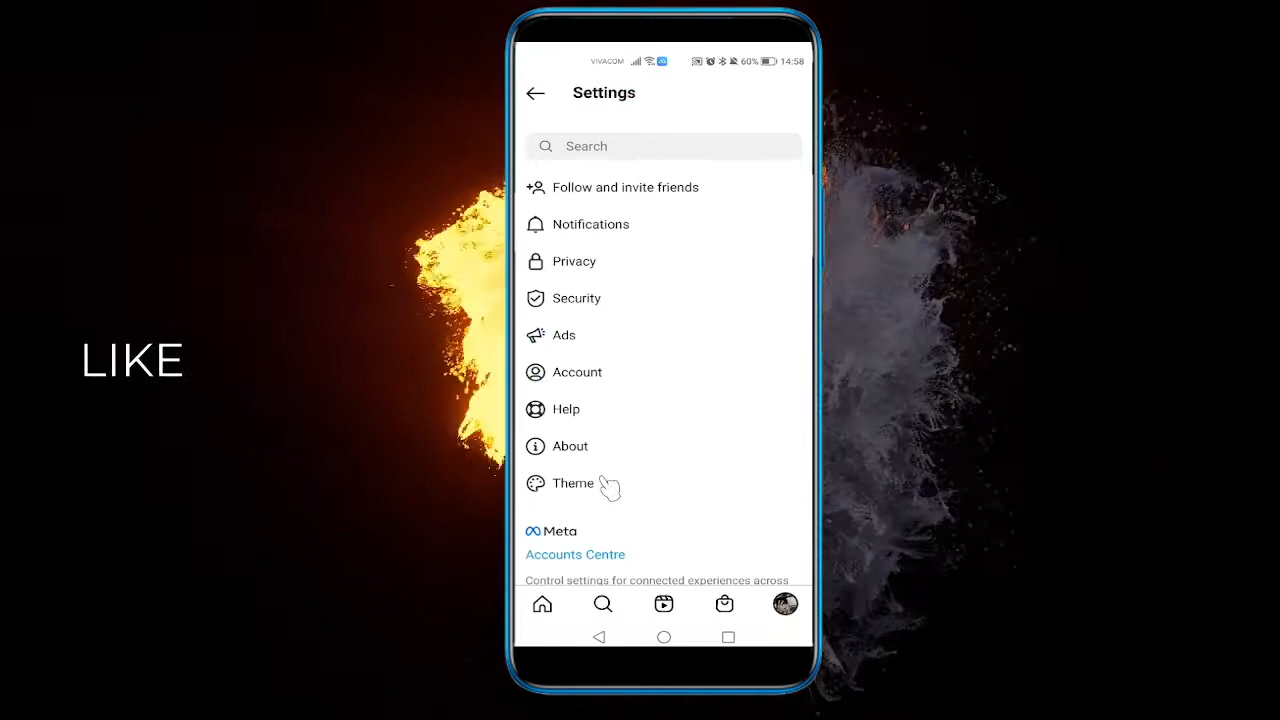 VIVACOM 60% 14:58
Settings
Search
Follow and invite friends
Notifications
Privacy
Security
Ads
Account
Help
About
Theme
Meta
Accounts Centre
Control settings for connected experiences across
LIKE